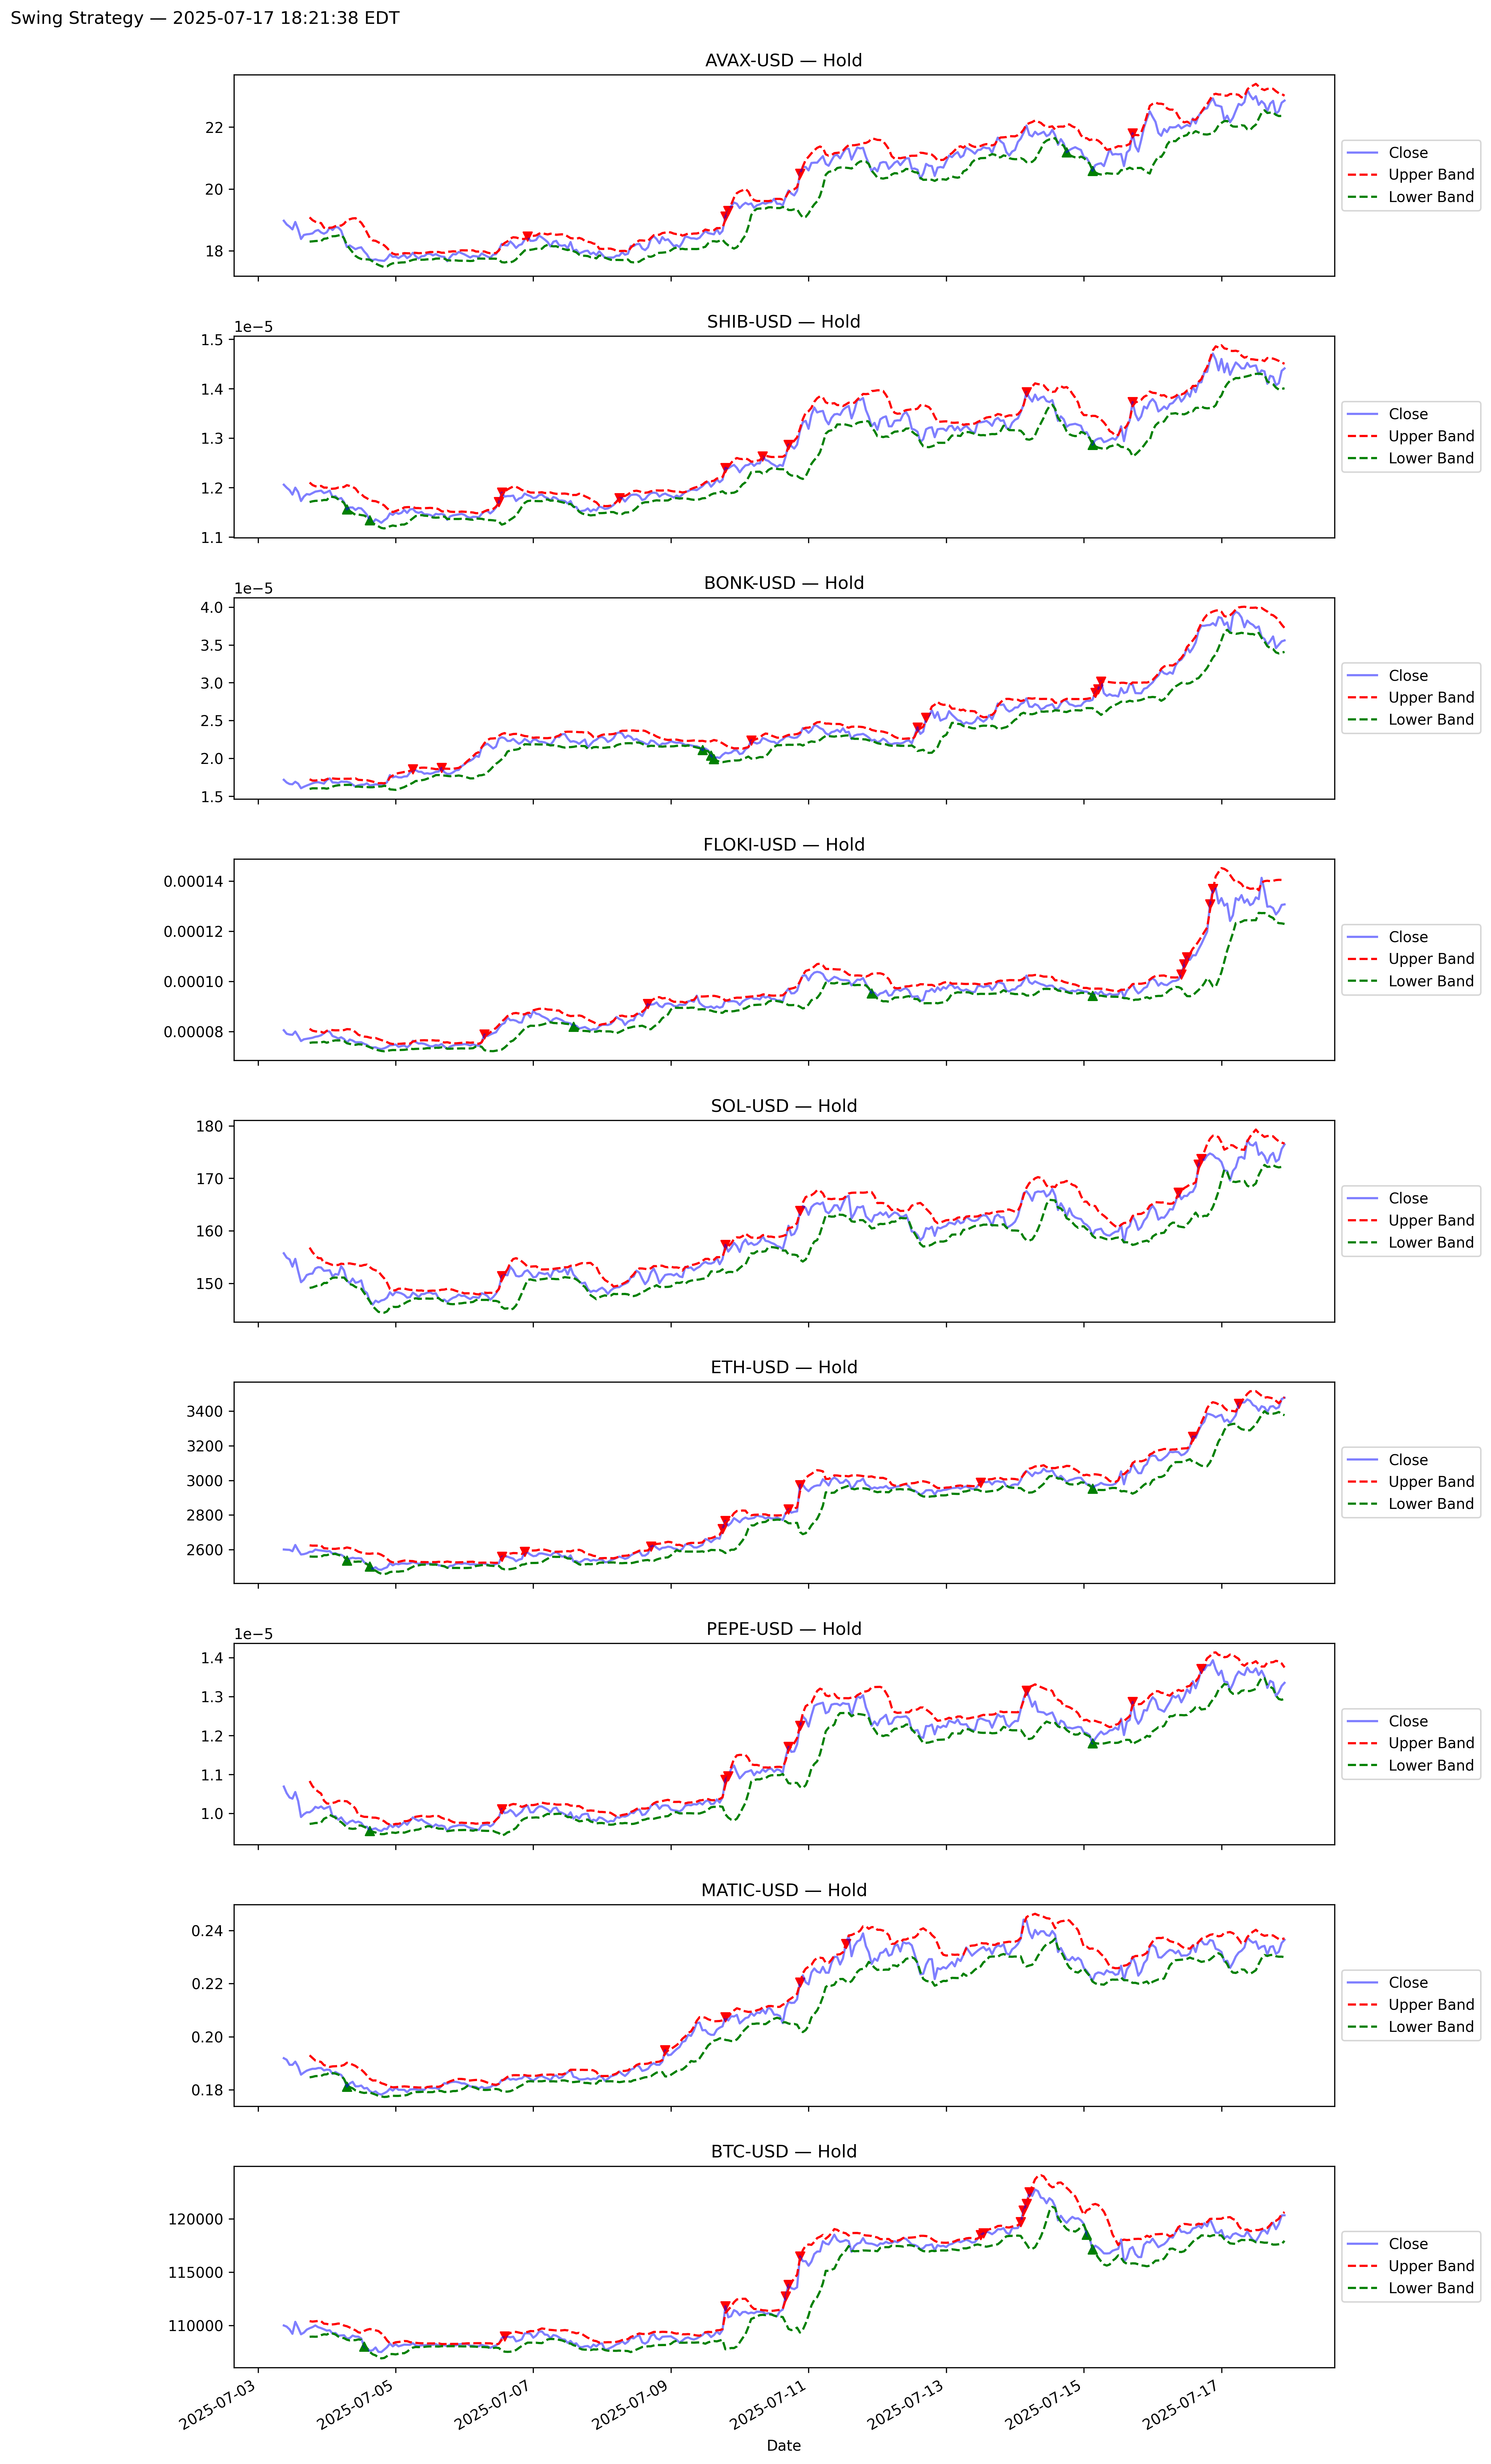 Swing Strategy — 2025-07-17 18:21:38 EDT
AVAX-USD — Hold
22
20
18
Close
Upper Band
Lower Band
SHIB-USD — Hold
1e−5
1.5
1.4
1.3
1.2
1.1
Close
Upper Band
Lower Band
BONK-USD — Hold
1e−5
4.0
3.5
3.0
2.5
2.0
1.5
Close
Upper Band
Lower Band
FLOKI-USD — Hold
0.00014
0.00012
0.00010
0.00008
Close
Upper Band
Lower Band
SOL-USD — Hold
180
170
160
150
Close
Upper Band
Lower Band
ETH-USD — Hold
3400
3200
3000
2800
2600
Close
Upper Band
Lower Band
PEPE-USD — Hold
1e−5
1.4
1.3
1.2
1.1
1.0
Close
Upper Band
Lower Band
MATIC-USD — Hold
0.24
0.22
0.20
0.18
Close
Upper Band
Lower Band
BTC-USD — Hold
120000
115000
110000
Close
Upper Band
Lower Band
2025-07-03
2025-07-05
2025-07-07
2025-07-09
2025-07-11
2025-07-13
2025-07-15
2025-07-17
Date